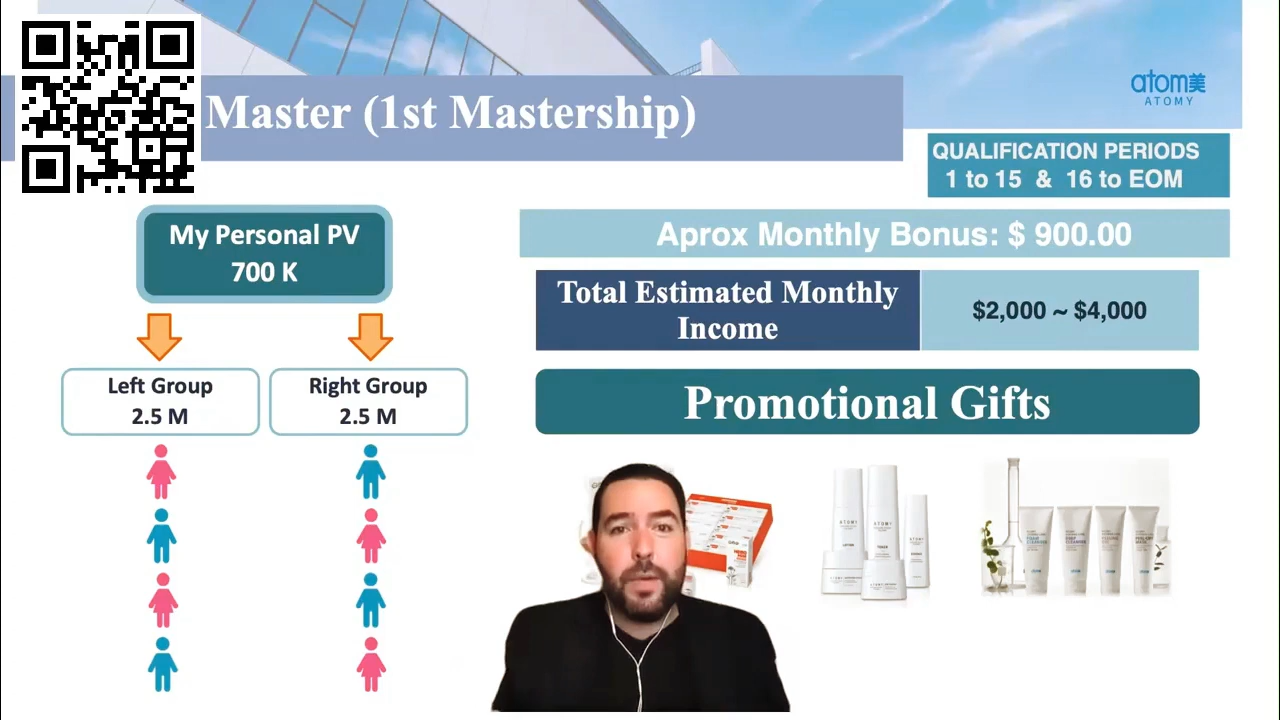 Master (1st Mastership)
atom美
ATOMY
QUALIFICATION PERIODS
1 to 15 & 16 to EOM
My Personal PV
700 K
Aprox Monthly Bonus: $ 900.00
Total Estimated Monthly
Income
$2,000 ~ $4,000
Left Group
2.5 M
Right Group
2.5 M
Promotional Gifts
ATOMY
ATOMY